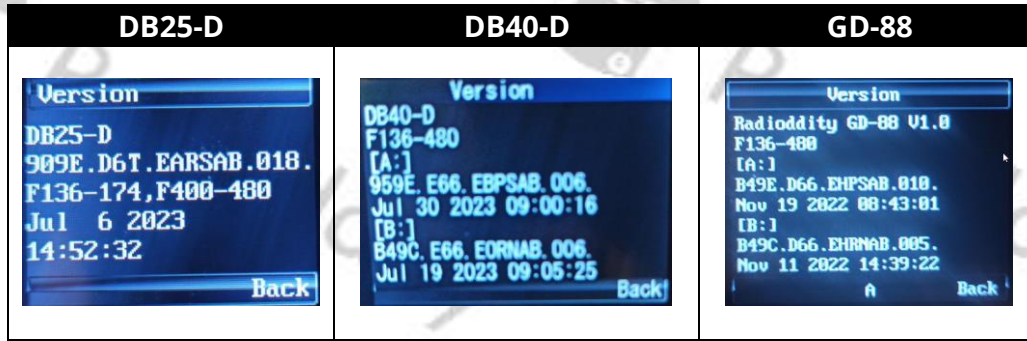 DB25-D
DB40-D
GD-88
Version
DB25-D
909E.D6T.EARSAB.018.
F136-174,F400-480
Jul 6 2023
14:52:32
Back
Version
DB40-D
F136-480
[A:]
959E.E66.EBPSAB.006.
Jul 30 2023 09:00:16
[B:]
B49C.E66.EORNAB.006.
Jul 19 2023 09:05:25
Back
Version
Radioddity GD-88 V1.0
F136-480
[A:]
B49E.D66.EHPSAB.010.
Nov 19 2022 08:43:01
[B:]
B49C.D66.EHRNAB.005.
Nov 11 2022 14:39:22
A Back